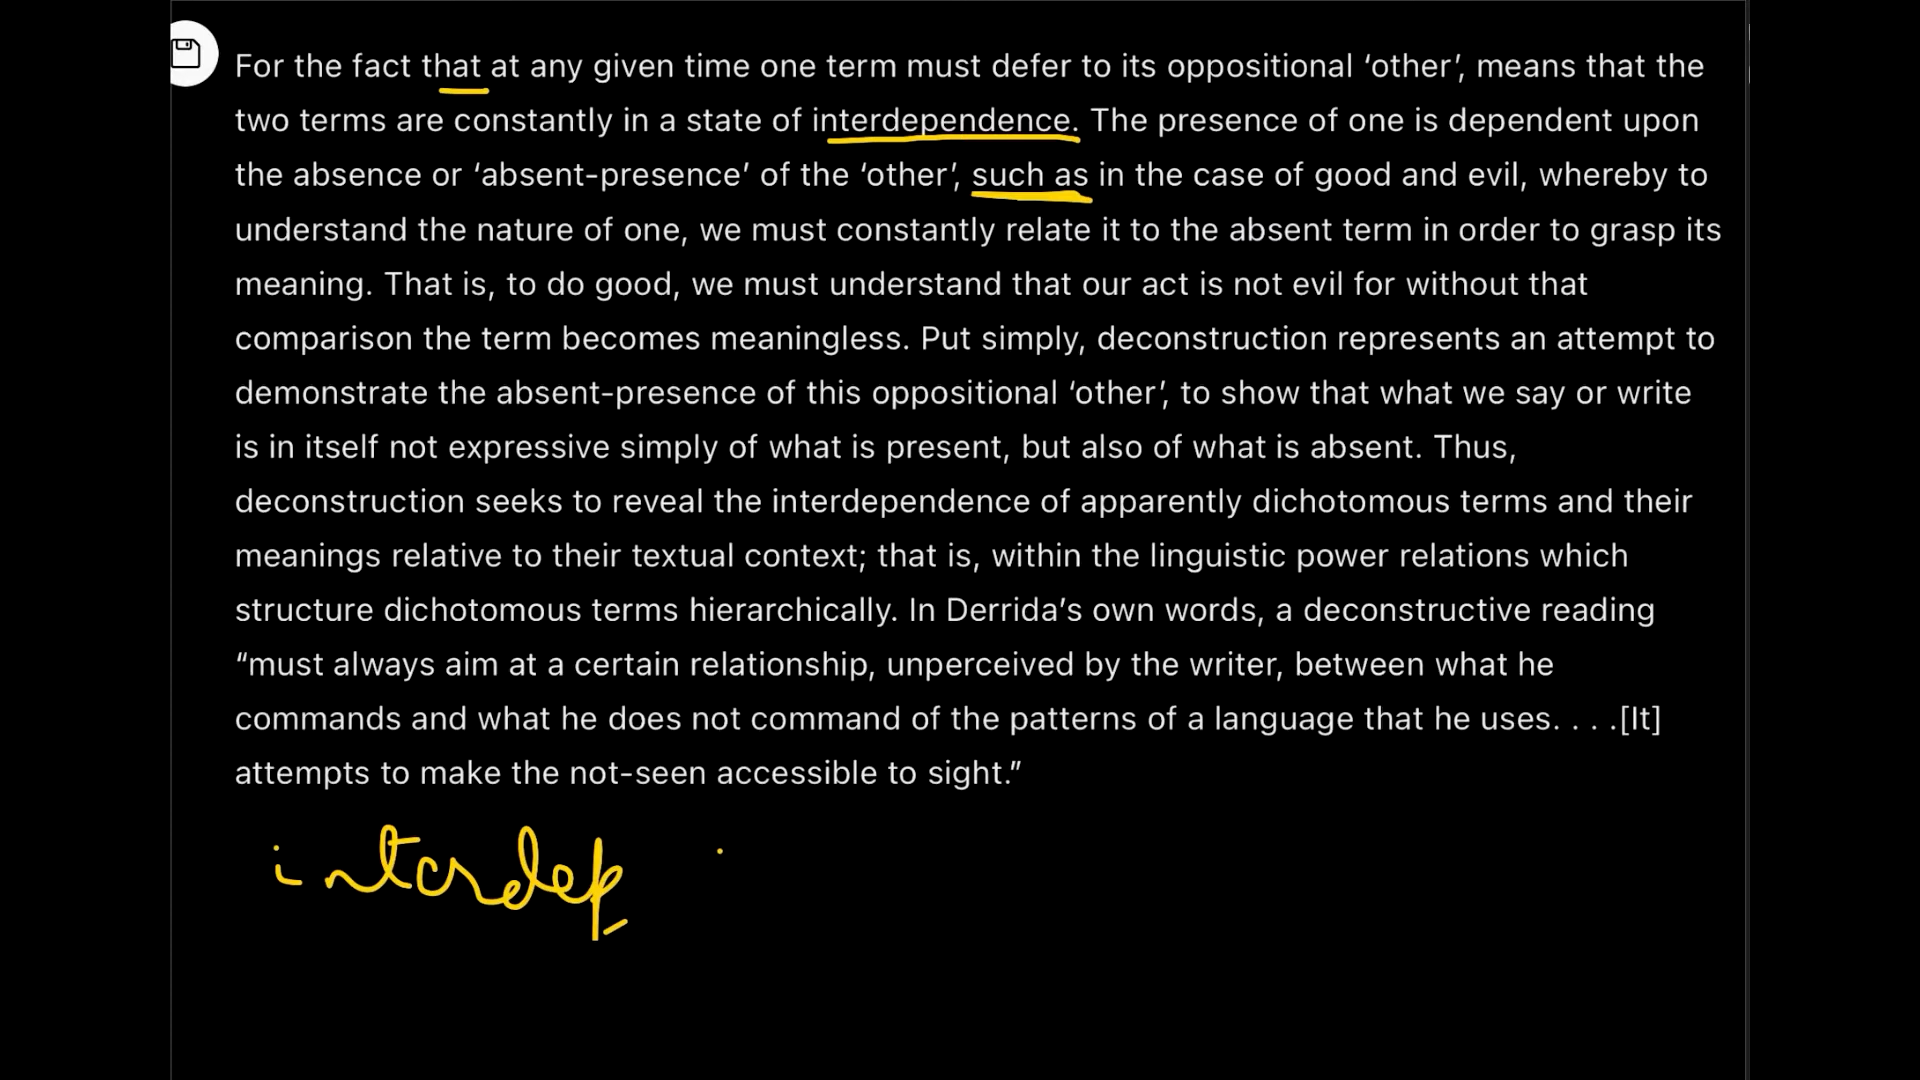 For the fact that at any given time one term must defer to its oppositional ‘other’, means that the
two terms are constantly in a state of interdependence. The presence of one is dependent upon
the absence or ‘absent-presence’ of the ‘other’, such as in the case of good and evil, whereby to
understand the nature of one, we must constantly relate it to the absent term in order to grasp its
meaning. That is, to do good, we must understand that our act is not evil for without that
comparison the term becomes meaningless. Put simply, deconstruction represents an attempt to
demonstrate the absent-presence of this oppositional ‘other’, to show that what we say or write
is in itself not expressive simply of what is present, but also of what is absent. Thus,
deconstruction seeks to reveal the interdependence of apparently dichotomous terms and their
meanings relative to their textual context; that is, within the linguistic power relations which
structure dichotomous terms hierarchically. In Derrida’s own words, a deconstructive reading
“must always aim at a certain relationship, unperceived by the writer, between what he
commands and what he does not command of the patterns of a language that he uses. . . .[It]
attempts to make the not-seen accessible to sight.”
interdep